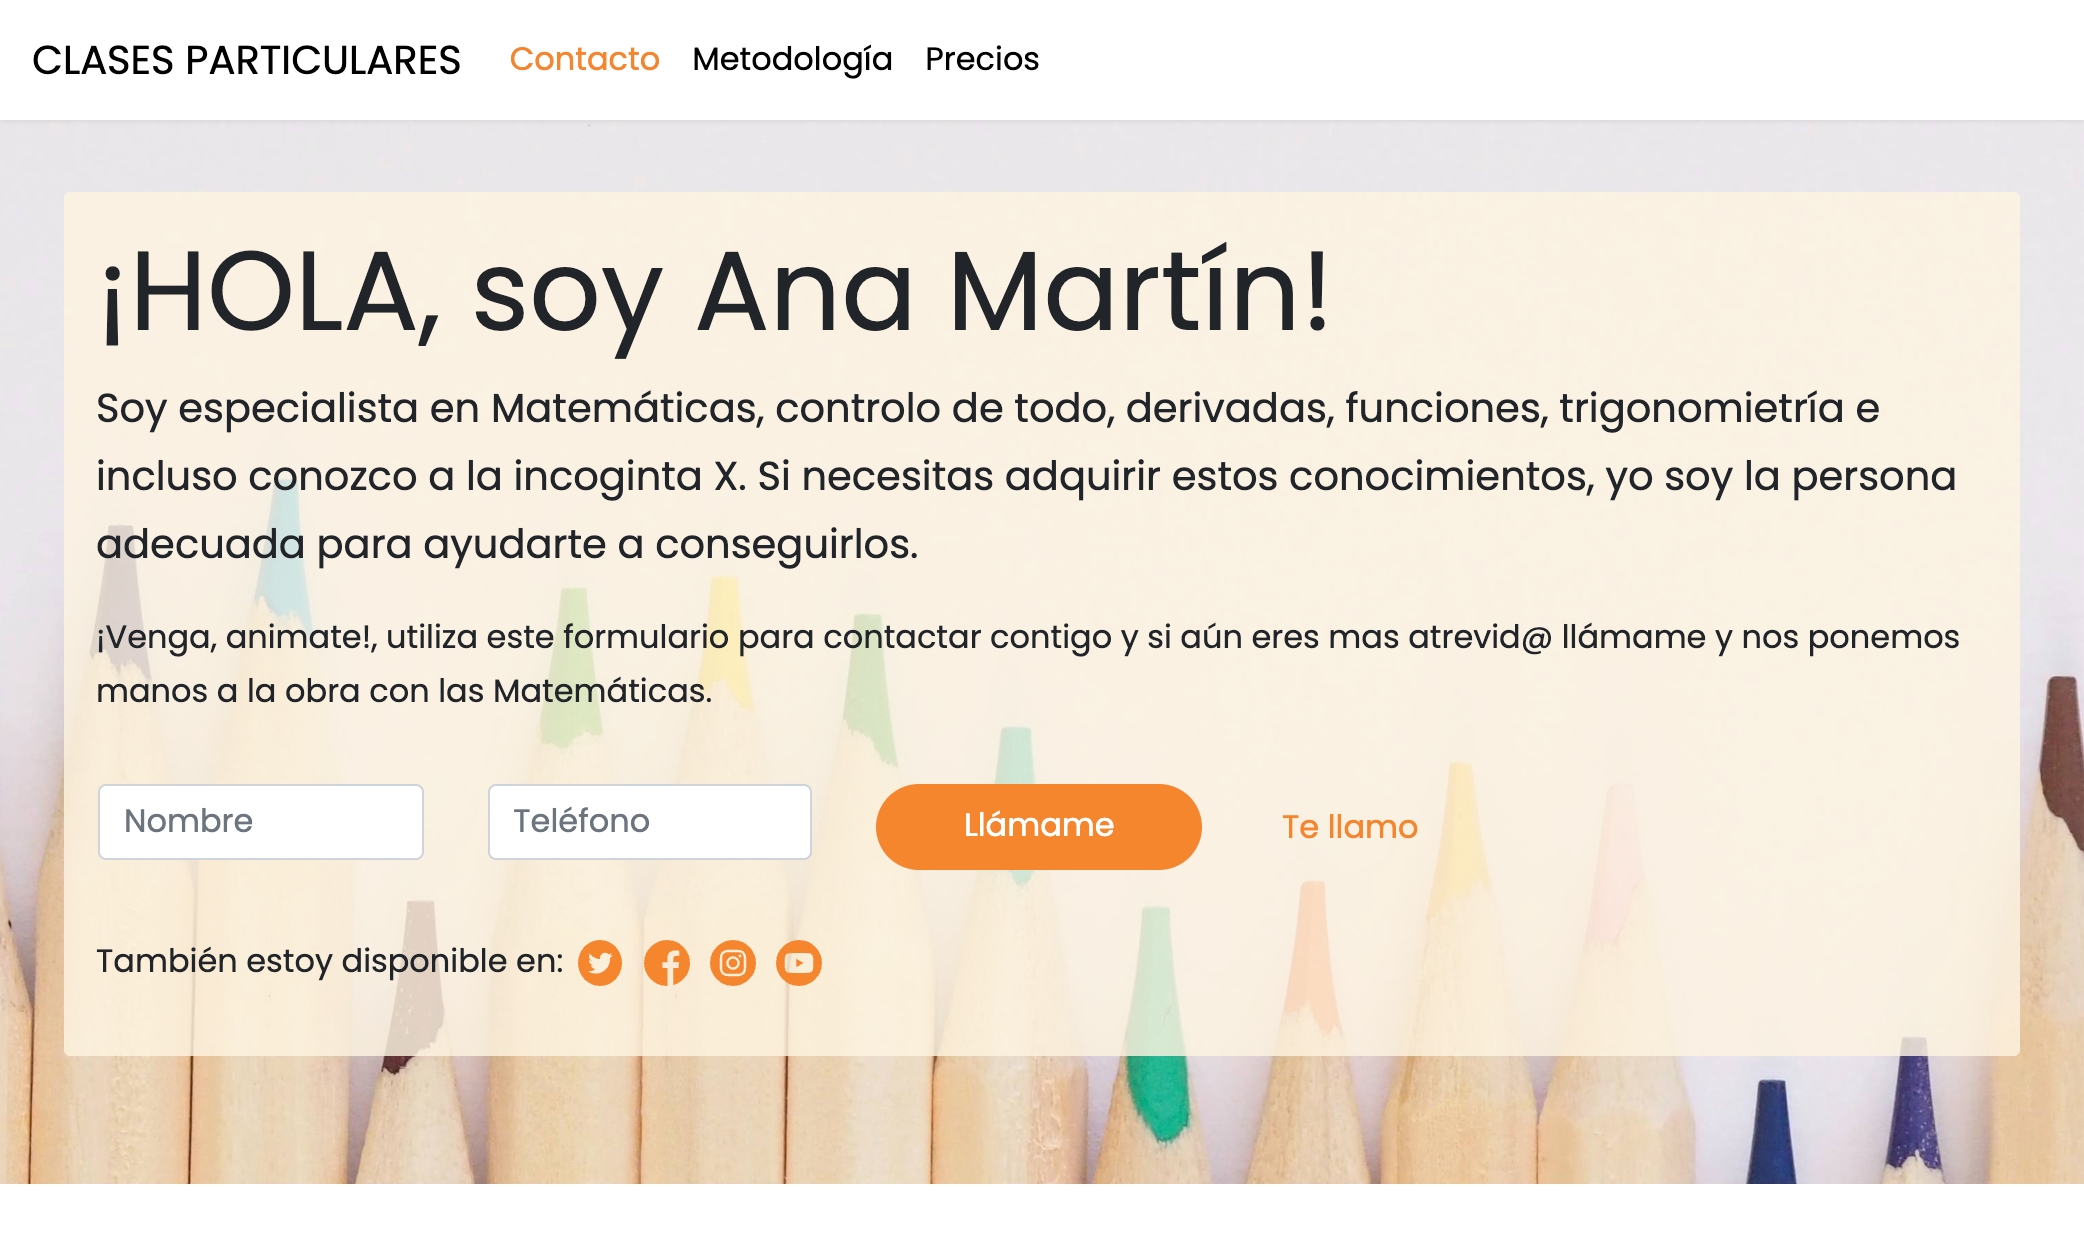 CLASES PARTICULARES Contacto Metodología Precios
¡HOLA, soy Ana Martín!
Soy especialista en Matemáticas, controlo de todo, derivadas, funciones, trigonomietría e
incluso conozco a la incoginta X. Si necesitas adquirir estos conocimientos, yo soy la persona
adecuada para ayudarte a conseguirlos.
¡Venga, animate!, utiliza este formulario para contactar contigo y si aún eres mas atrevid@ llámame y nos ponemos
manos a la obra con las Matemáticas.
Nombre Teléfono Llámame Te llamo
También estoy disponible en: